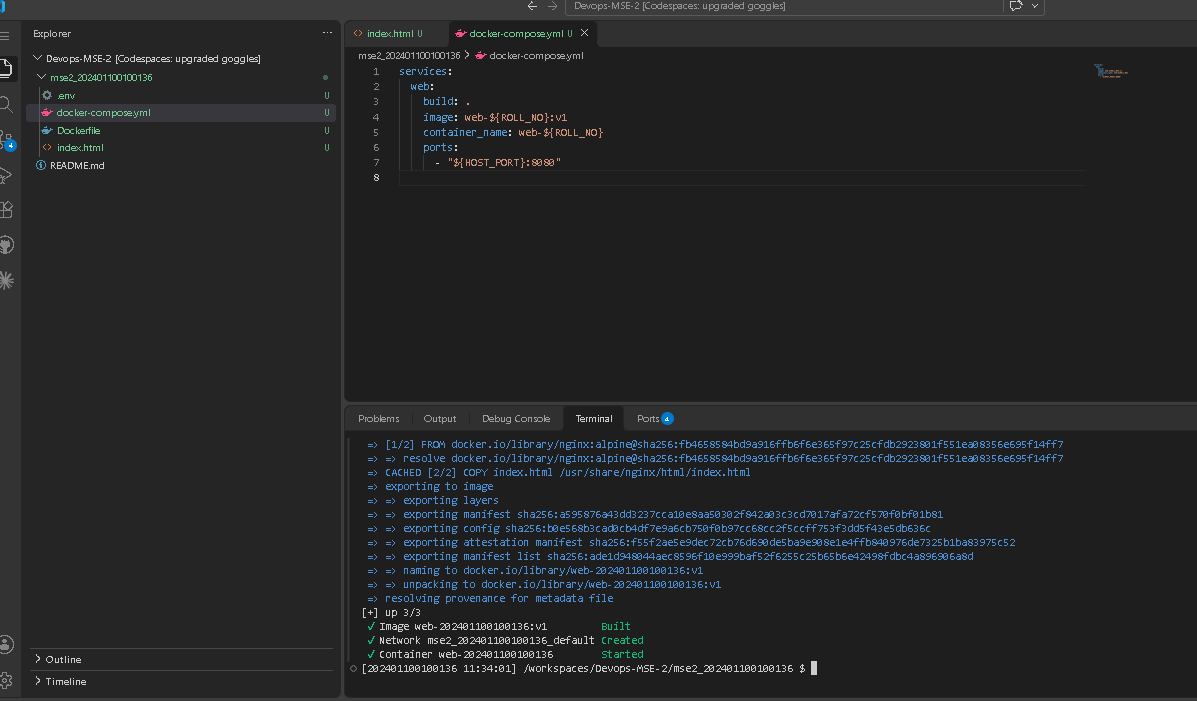 Devops-MSE-2 [Codespaces: upgraded goggles]
Explorer
Devops-MSE-2 [Codespaces: upgraded goggles]
mse2_202401100100136
.env U
docker-compose.yml U
Dockerfile U
index.html U
README.md
4
Outline
Timeline
index.html U
docker-compose.yml U
mse2_202401100100136 > docker-compose.yml
1 services:
2 web:
3 build: .
4 image: web-${ROLL_NO}:v1
5 container_name: web-${ROLL_NO}
6 ports:
7 - "${HOST_PORT}:8080"
8
Problems Output Debug Console Terminal Ports 4
=> [1/2] FROM docker.io/library/nginx:alpine@sha256:fb4658584bd9a916ffb6f6e365f97c25cfdb2923801f551ea08356e695f14ff7
=> => resolve docker.io/library/nginx:alpine@sha256:fb4658584bd9a916ffb6f6e365f97c25cfdb2923801f551ea08356e695f14ff7
=> CACHED [2/2] COPY index.html /usr/share/nginx/html/index.html
=> exporting to image
=> => exporting layers
=> => exporting manifest sha256:a595876a43dd3237cca10e8aa50302f842a03c3cd7017afa72cf570f0bf01b81
=> => exporting config sha256:b0e568b3cad0cb4df7e9a6cb750f0b97cc68cc2f5ccff753f3dd5f43e5db636c
=> => exporting attestation manifest sha256:f55f2ae5e9dec72cb76d690de5ba9e908e1e4ffb840976de7325b1ba83975c52
=> => exporting manifest list sha256:ade1d948044aec8596f10e999baf52f6255c25b65b6e42498fdbc4a896906a8d
=> => naming to docker.io/library/web-202401100100136:v1
=> => unpacking to docker.io/library/web-202401100100136:v1
=> resolving provenance for metadata file
[+] up 3/3
✓ Image web-202401100100136:v1 Built
✓ Network mse2_202401100100136_default Created
✓ Container web-202401100100136 Started
[202401100100136 11:34:01] /workspaces/Devops-MSE-2/mse2_202401100100136 $